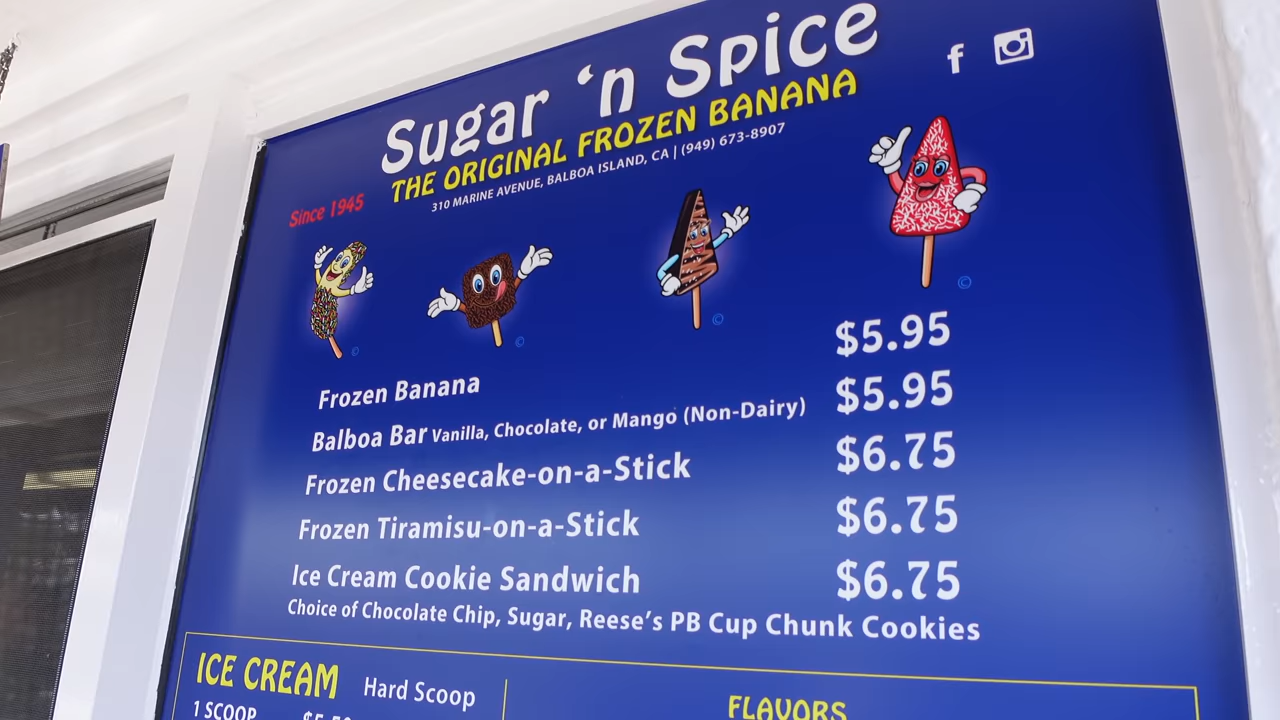 Sugar 'n Spice
THE ORIGINAL FROZEN BANANA
310 MARINE AVENUE, BALBOA ISLAND, CA | (949) 673-8907
Since 1945
f
©
©
©
©
Frozen Banana $5.95
Balboa Bar Vanilla, Chocolate, or Mango (Non-Dairy) $5.95
Frozen Cheesecake-on-a-Stick $6.75
Frozen Tiramisu-on-a-Stick $6.75
Ice Cream Cookie Sandwich $6.75
Choice of Chocolate Chip, Sugar, Reese's PB Cup Chunk Cookies
ICE CREAM Hard Scoop
FLAVORS
1 SCOOP